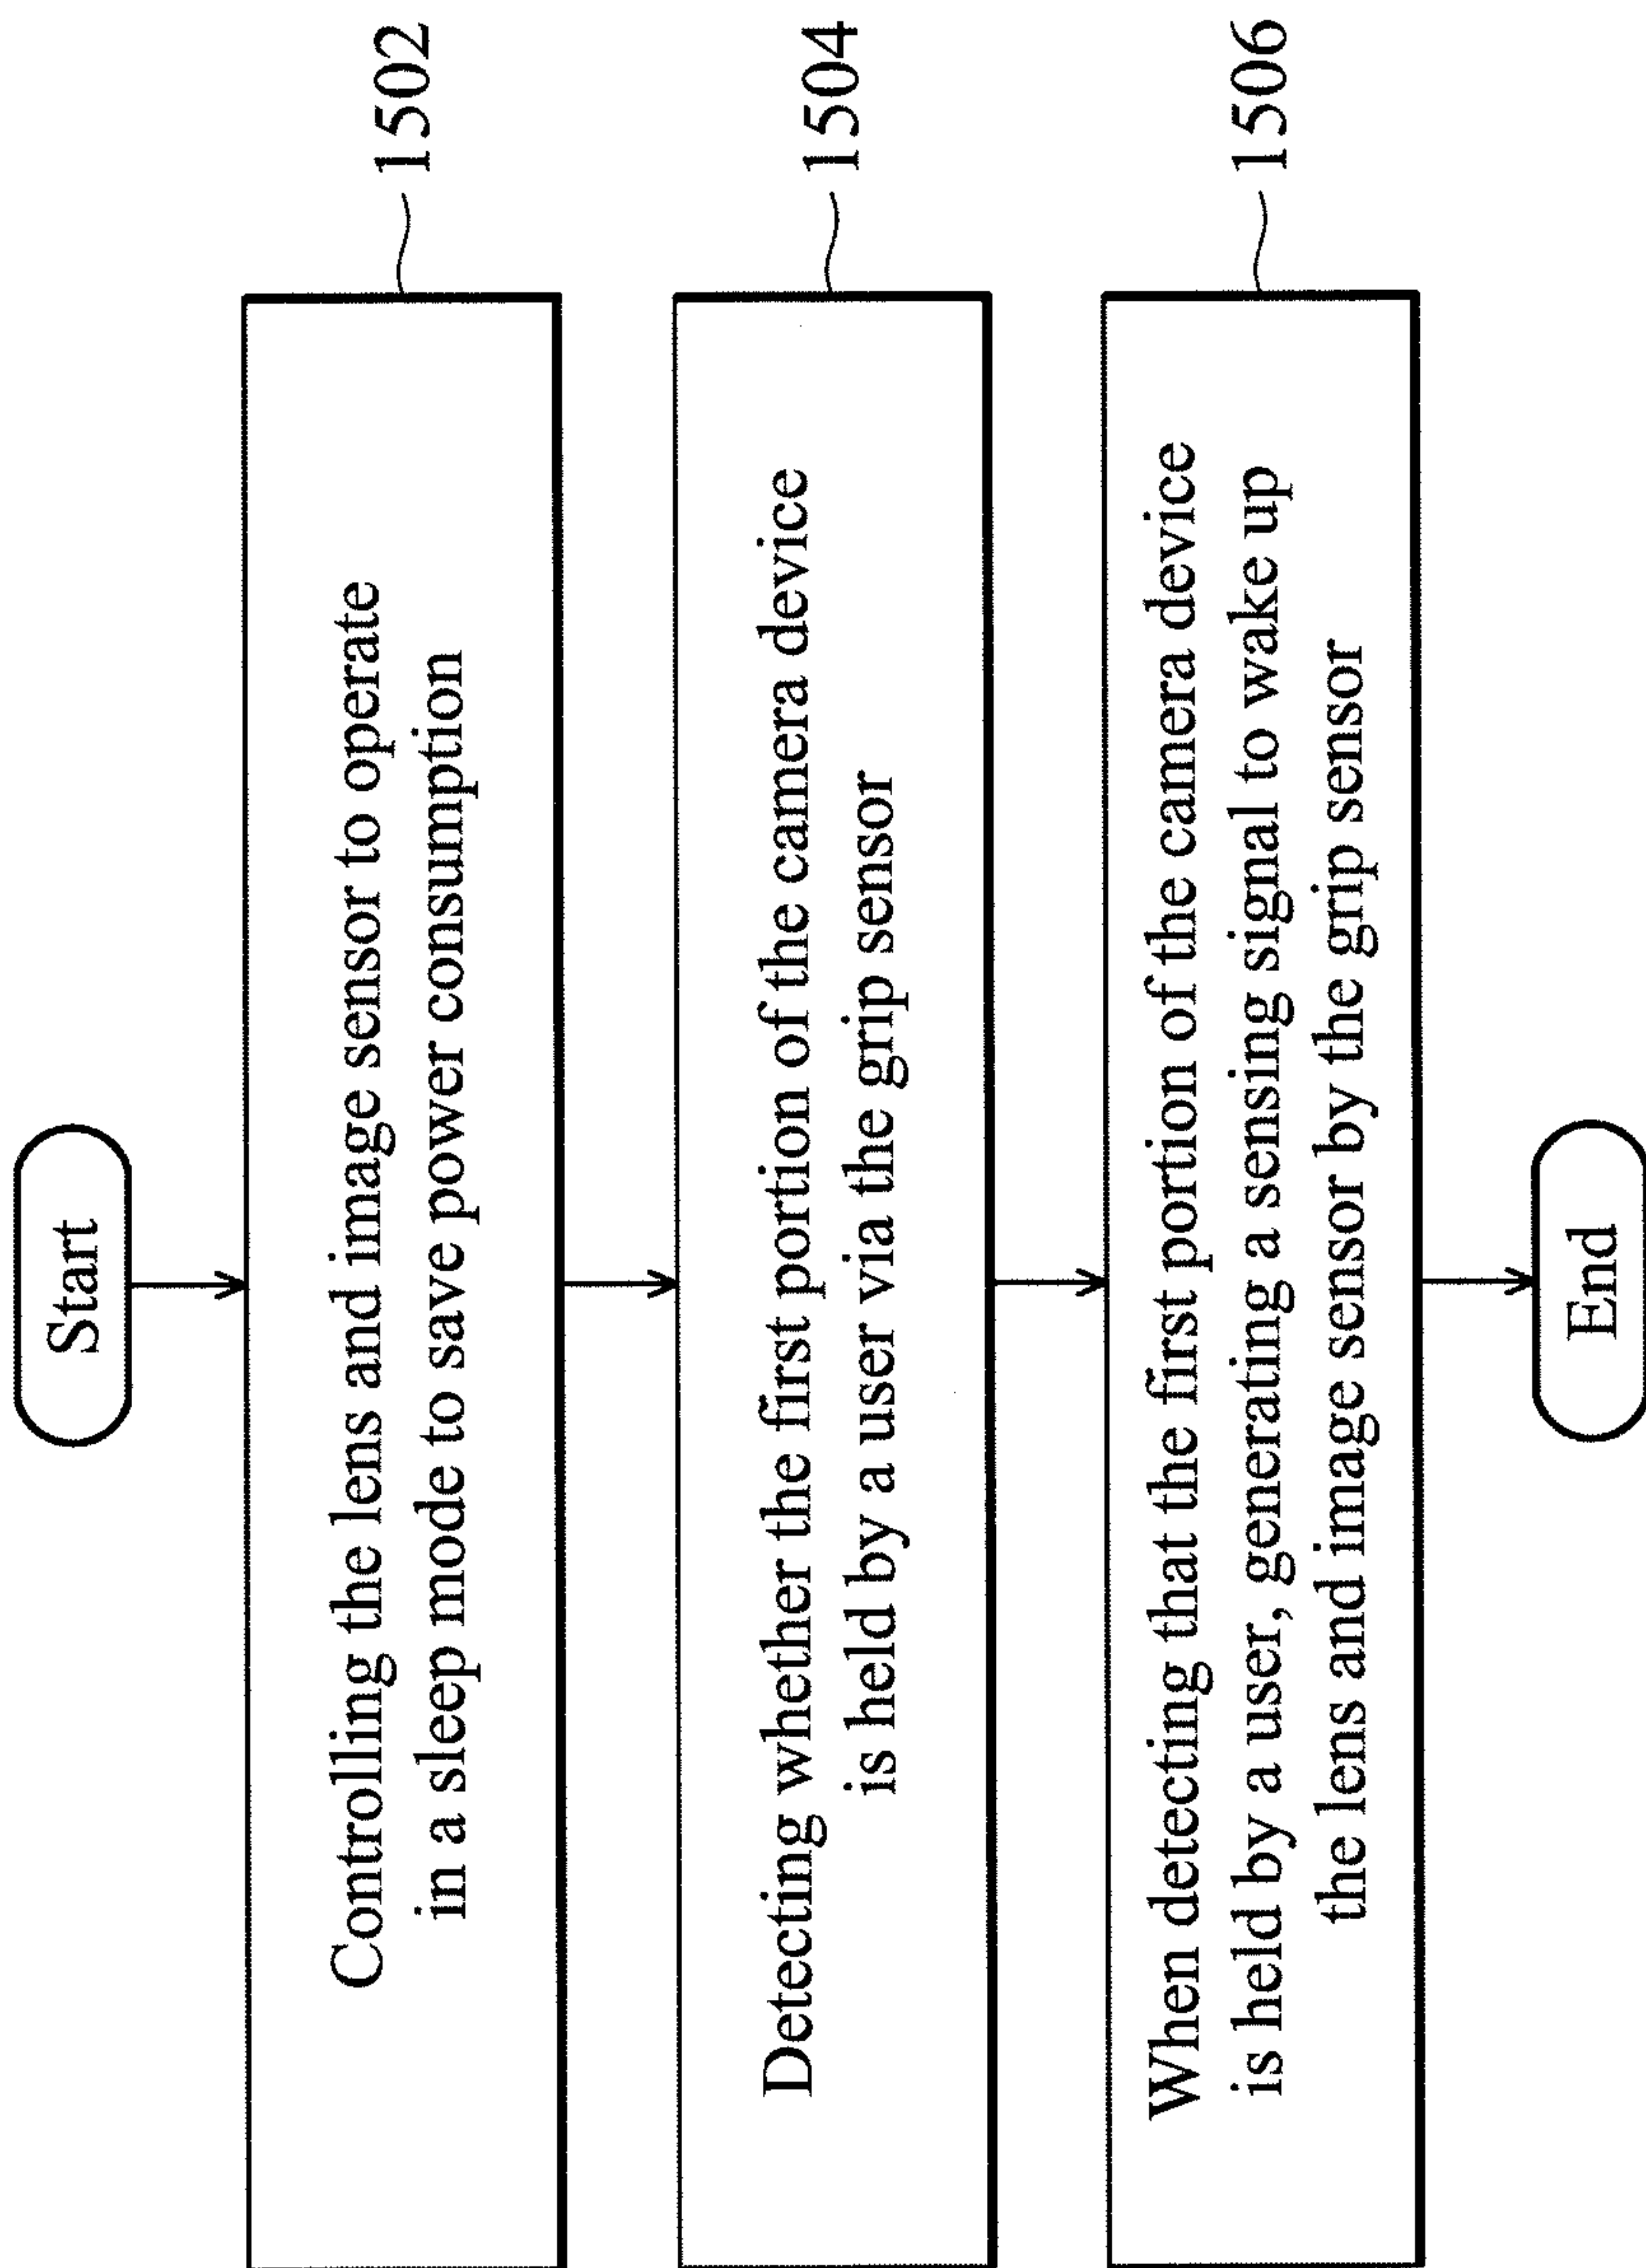 Start
Controlling the lens and image sensor to operate
in a sleep mode to save power consumption
1502
Detecting whether the first portion of the camera device
is held by a user via the grip sensor
1504
When detecting that the first portion of the camera device
is held by a user, generating a sensing signal to wake up
the lens and image sensor by the grip sensor
1506
End